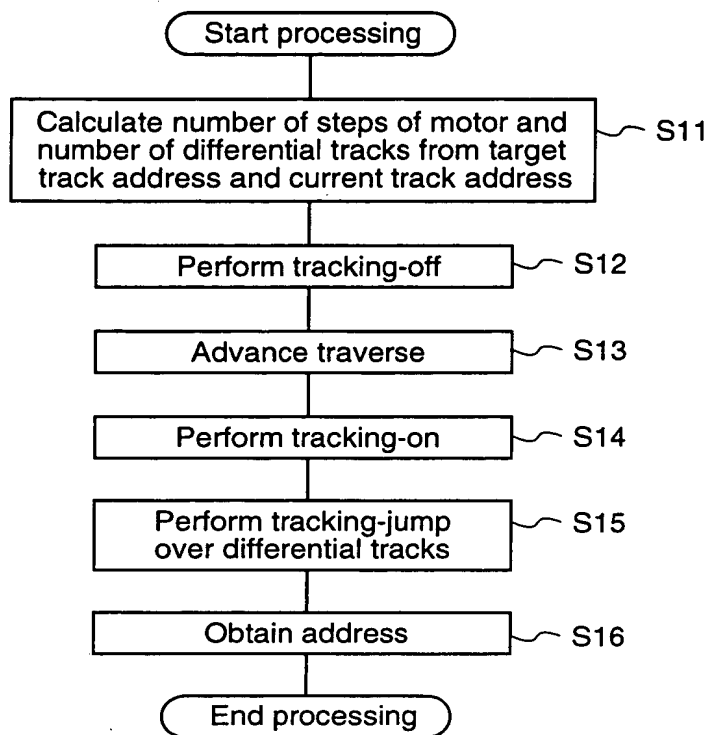 Start processing
Calculate number of steps of motor and
number of differential tracks from target
track address and current track address
S11
Perform tracking-off
S12
Advance traverse
S13
Perform tracking-on
S14
Perform tracking-jump
over differential tracks
S15
Obtain address
S16
End processing